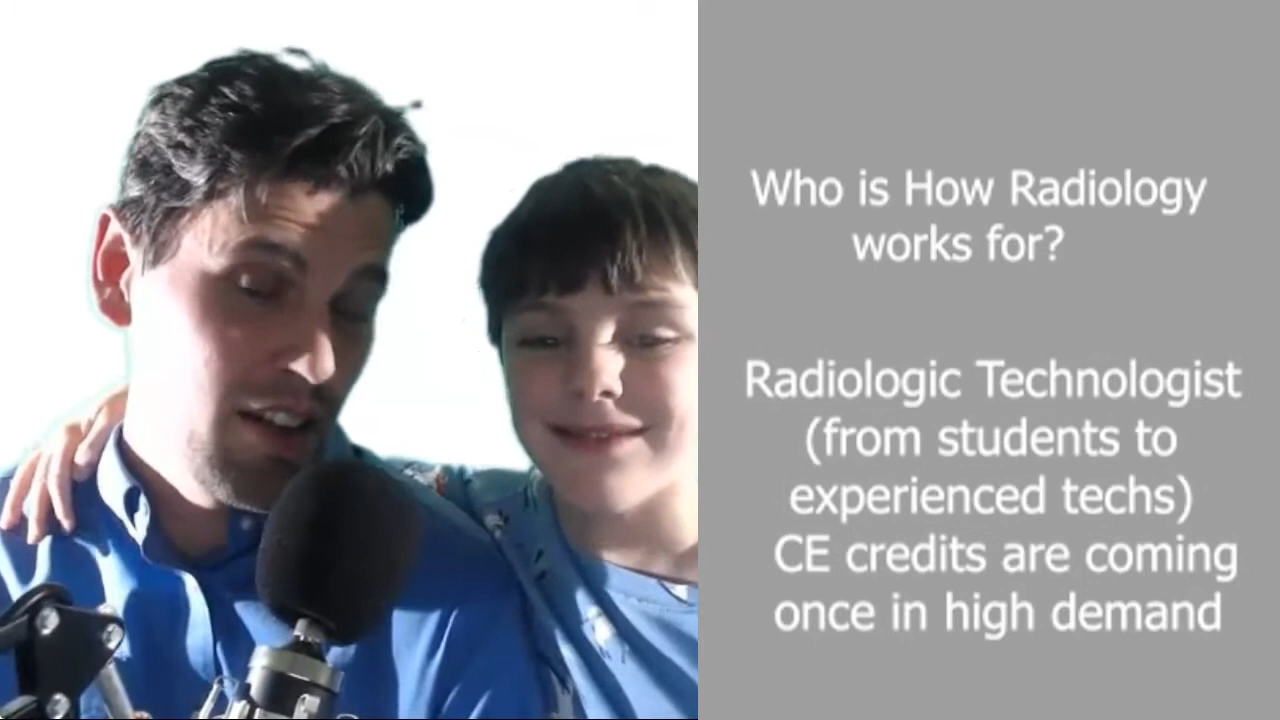 Who is How Radiology
works for?
Radiologic Technologist
(from students to
experienced techs)
CE credits are coming
once in high demand